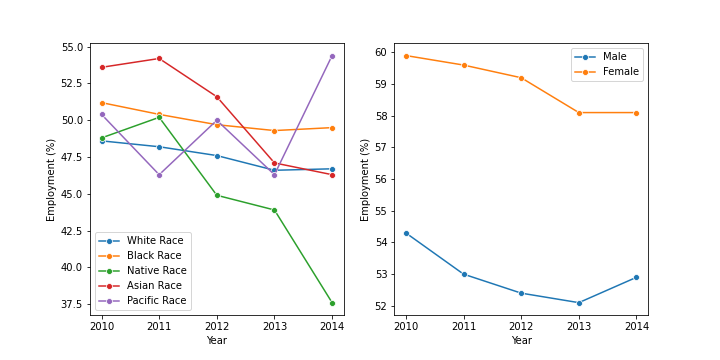 55.0
52.5
50.0
47.5
45.0
42.5
40.0
37.5
Employment (%)
White Race
Black Race
Native Race
Asian Race
Pacific Race
2010 2011 2012 2013 2014
Year
60
59
58
57
56
55
54
53
52
Employment (%)
Male
Female
2010 2011 2012 2013 2014
Year